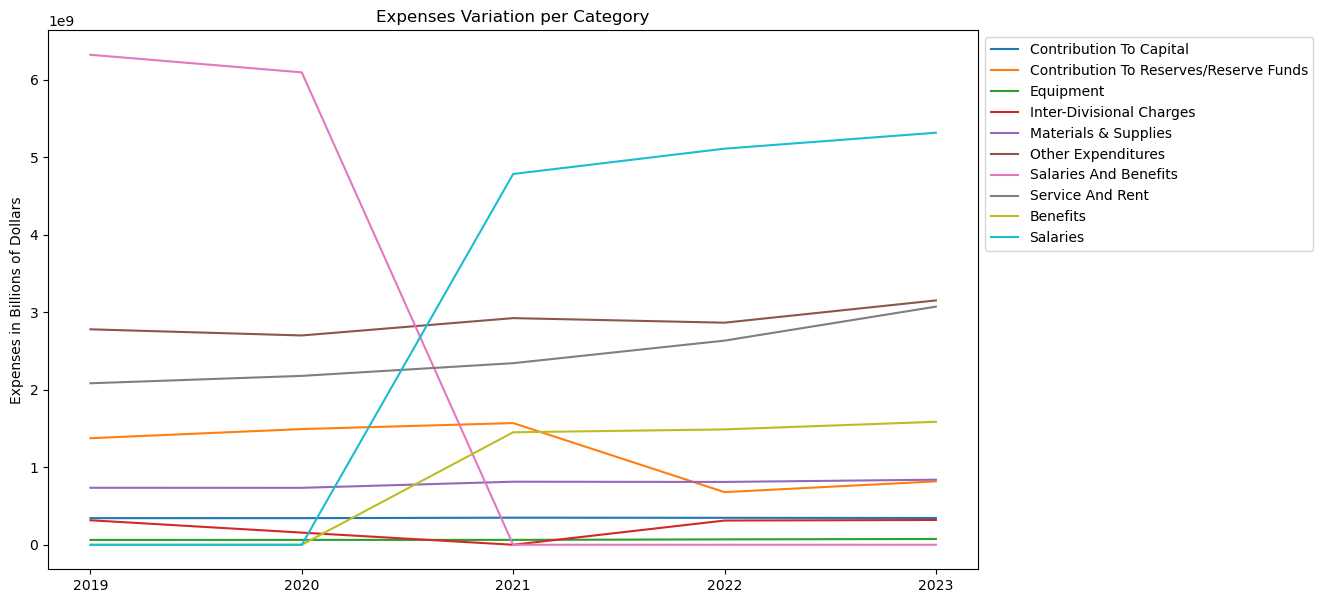 Expenses Variation per Category
1e9
Expenses in Billions of Dollars
6
5
4
3
2
1
0
2019 2020 2021 2022 2023
Contribution To Capital
Contribution To Reserves/Reserve Funds
Equipment
Inter-Divisional Charges
Materials & Supplies
Other Expenditures
Salaries And Benefits
Service And Rent
Benefits
Salaries